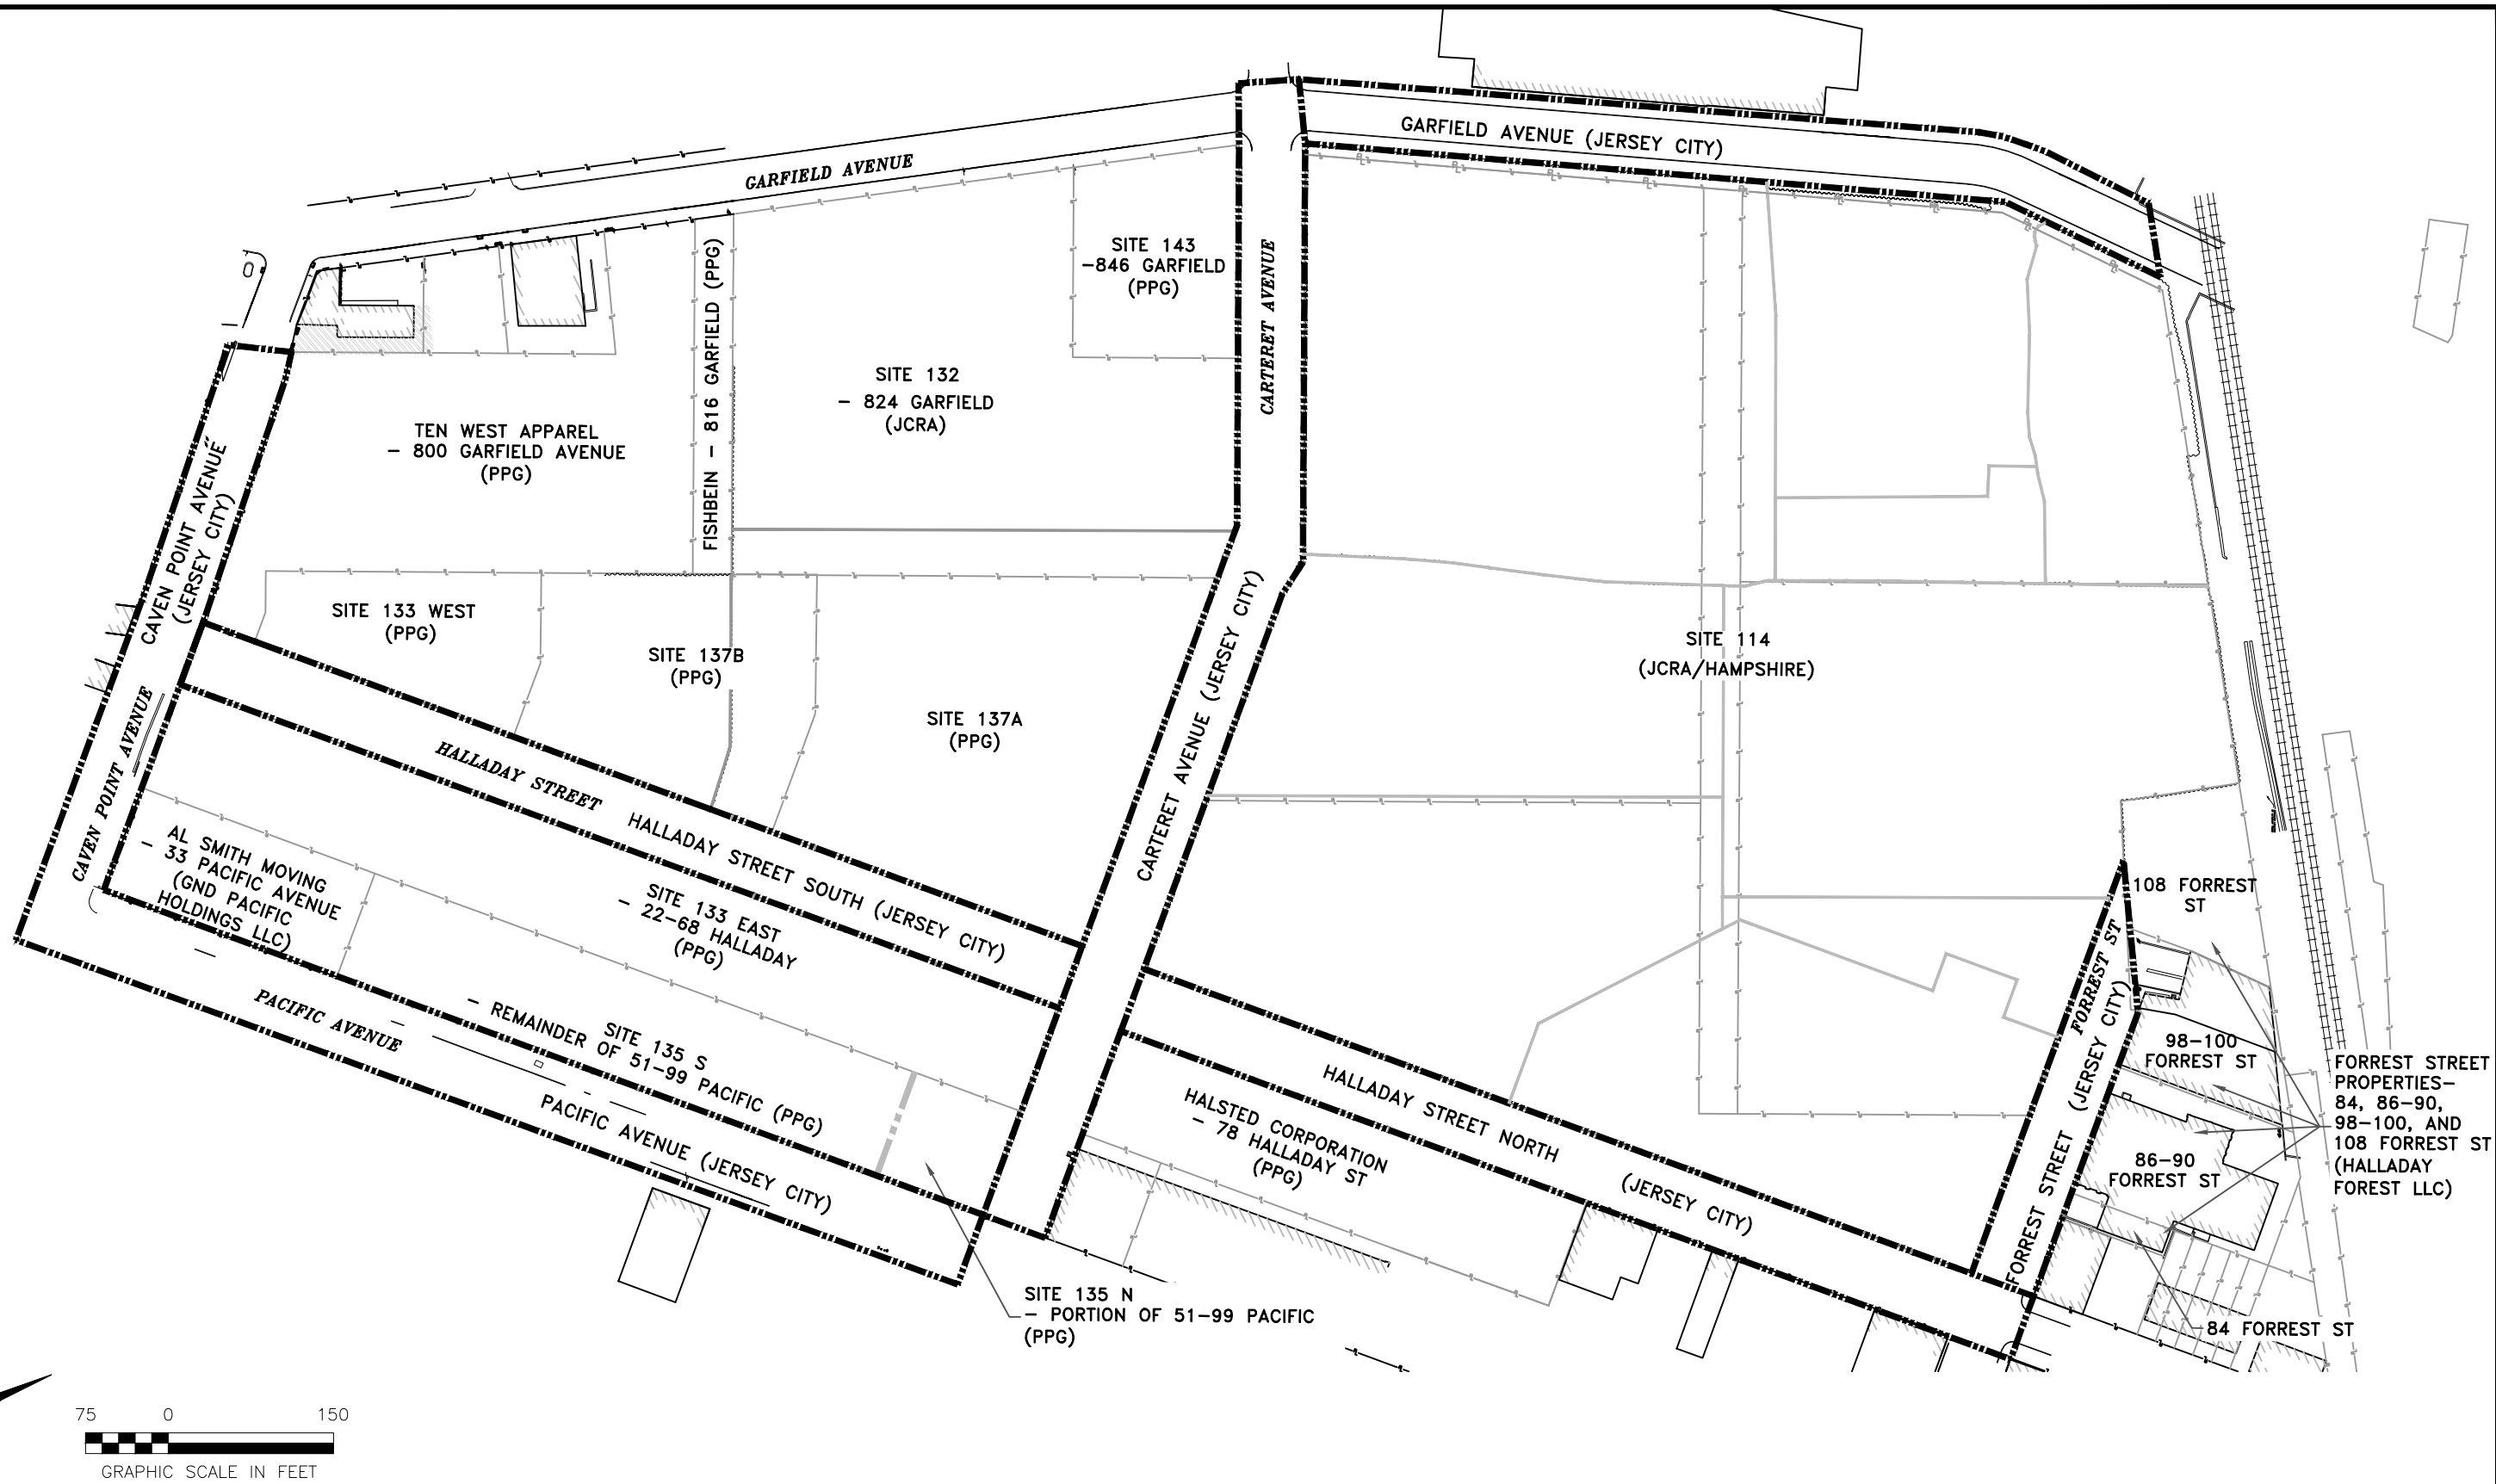 GARFIELD AVENUE (JERSEY CITY)
GARFIELD AVENUE
SITE 143
-846 GARFIELD
(PPG)
CARTERET AVENUE
FISHBEIN - 816 GARFIELD (PPG)
SITE 132
- 824 GARFIELD
(JCRA)
TEN WEST APPAREL
- 800 GARFIELD AVENUE
(PPG)
CAVEN POINT AVENUE
(JERSEY CITY)
SITE 133 WEST
(PPG)
SITE 137B
(PPG)
SITE 137A
(PPG)
CARTERET AVENUE (JERSEY CITY)
SITE 114
(JCRA/HAMPSHIRE)
CAVEN POINT AVENUE
HALLADAY STREET
HALLADAY STREET SOUTH (JERSEY CITY)
AL SMITH MOVING
- 33 PACIFIC AVENUE
(GND PACIFIC
HOLDINGS LLC)
SITE 133 EAST
- 22-68 HALLADAY
(PPG)
PACIFIC AVENUE
SITE 135 S
- REMAINDER OF 51-99 PACIFIC (PPG)
PACIFIC AVENUE (JERSEY CITY)
HALSTED CORPORATION
- 78 HALLADAY ST
(PPG)
HALLADAY STREET NORTH
(JERSEY CITY)
FORREST ST
FORREST STREET (JERSEY CITY)
108 FORREST
ST
98-100
FORREST ST
86-90
FORREST ST
FORREST STREET
PROPERTIES-
84, 86-90,
98-100, AND
108 FORREST ST
(HALLADAY
FOREST LLC)
84 FORREST ST
SITE 135 N
- PORTION OF 51-99 PACIFIC
(PPG)
75 0 150
GRAPHIC SCALE IN FEET